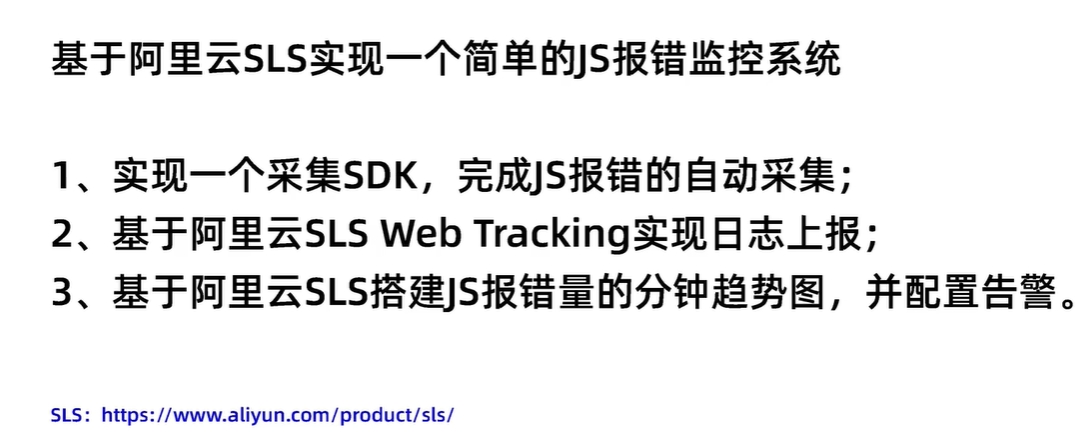 基于阿里云SLS实现一个简单的JS报错监控系统
1、实现一个采集SDK，完成JS报错的自动采集；
2、基于阿里云SLS Web Tracking实现日志上报；
3、基于阿里云SLS搭建JS报错量的分钟趋势图，并配置告警。
SLS：https://www.aliyun.com/product/sls/